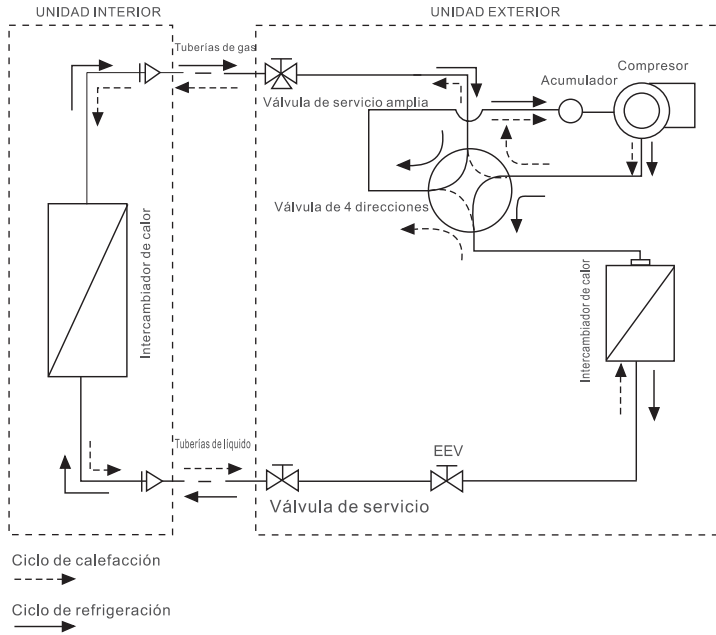 UNIDAD INTERIOR
UNIDAD EXTERIOR
Tuberías de gas
Válvula de servicio amplia
Acumulador
Compresor
Válvula de 4 direcciones
Intercambiador de calor
Intercambiador de calor
Tuberías de líquido
EEV
Válvula de servicio
Ciclo de calefacción
Ciclo de refrigeración